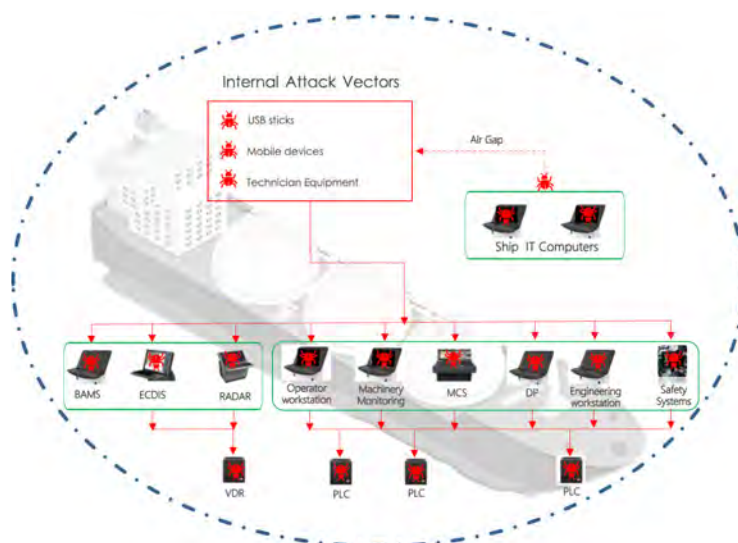 Internal Attack Vectors
USB sticks
Mobile devices
Technician Equipment
Air Gap
Ship IT Computers
BAMS
ECDIS
RADAR
Operator
workstation
Machinery
Monitoring
MCS
DP
Engineering
workstation
Safety
Systems
VDR
PLC
PLC
PLC